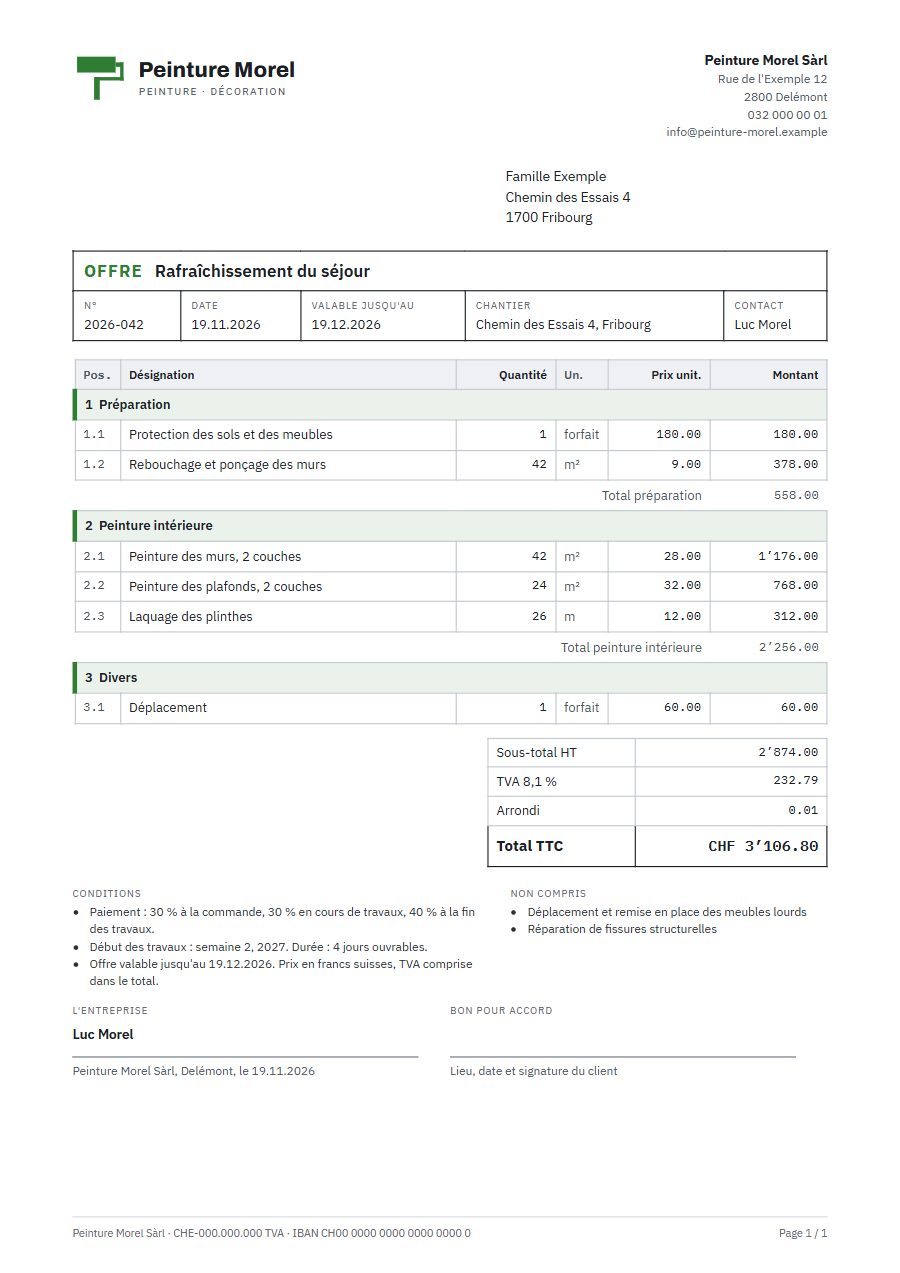 Peinture Morel
PEINTURE · DÉCORATION
Peinture Morel Sàrl
Rue de l'Exemple 12
2800 Delémont
032 000 00 01
info@peinture-morel.example
Famille Exemple
Chemin des Essais 4
1700 Fribourg
OFFRE Rafraîchissement du séjour
N° DATE VALABLE JUSQU'AU CHANTIER CONTACT
2026-042 19.11.2026 19.12.2026 Chemin des Essais 4, Fribourg Luc Morel
Pos. Désignation Quantité Un. Prix unit. Montant
1 Préparation
1.1 Protection des sols et des meubles 1 forfait 180.00 180.00
1.2 Rebouchage et ponçage des murs 42 m² 9.00 378.00
Total préparation 558.00
2 Peinture intérieure
2.1 Peinture des murs, 2 couches 42 m² 28.00 1’176.00
2.2 Peinture des plafonds, 2 couches 24 m² 32.00 768.00
2.3 Laquage des plinthes 26 m 12.00 312.00
Total peinture intérieure 2’256.00
3 Divers
3.1 Déplacement 1 forfait 60.00 60.00
Sous-total HT 2’874.00
TVA 8,1 % 232.79
Arrondi 0.01
Total TTC CHF 3’106.80
CONDITIONS
• Paiement : 30 % à la commande, 30 % en cours de travaux, 40 % à la fin
des travaux.
• Début des travaux : semaine 2, 2027. Durée : 4 jours ouvrables.
• Offre valable jusqu'au 19.12.2026. Prix en francs suisses, TVA comprise
dans le total.
NON COMPRIS
• Déplacement et remise en place des meubles lourds
• Réparation de fissures structurelles
L'ENTREPRISE
Luc Morel
Peinture Morel Sàrl, Delémont, le 19.11.2026
BON POUR ACCORD
Lieu, date et signature du client
Peinture Morel Sàrl · CHE-000.000.000 TVA · IBAN CH00 0000 0000 0000 0000 0 Page 1 / 1